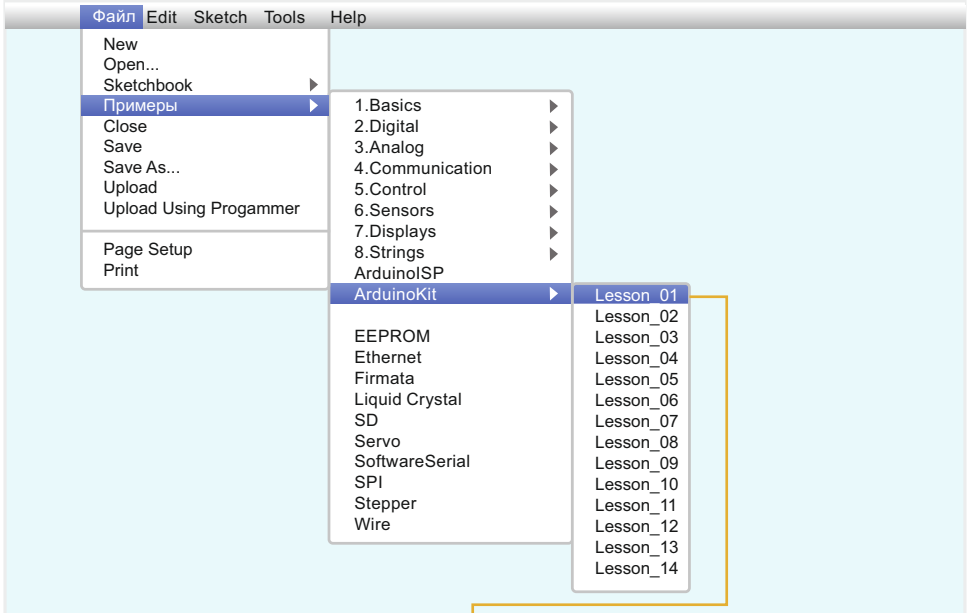 Файл Edit Sketch Tools Help
New
Open...
Sketchbook
Примеры
Close
Save
Save As...
Upload
Upload Using Progammer
Page Setup
Print
1.Basics
2.Digital
3.Analog
4.Communication
5.Control
6.Sensors
7.Displays
8.Strings
ArduinoISP
ArduinoKit
EEPROM
Ethernet
Firmata
Liquid Crystal
SD
Servo
SoftwareSerial
SPI
Stepper
Wire
Lesson_01
Lesson_02
Lesson_03
Lesson_04
Lesson_05
Lesson_06
Lesson_07
Lesson_08
Lesson_09
Lesson_10
Lesson_11
Lesson_12
Lesson_13
Lesson_14